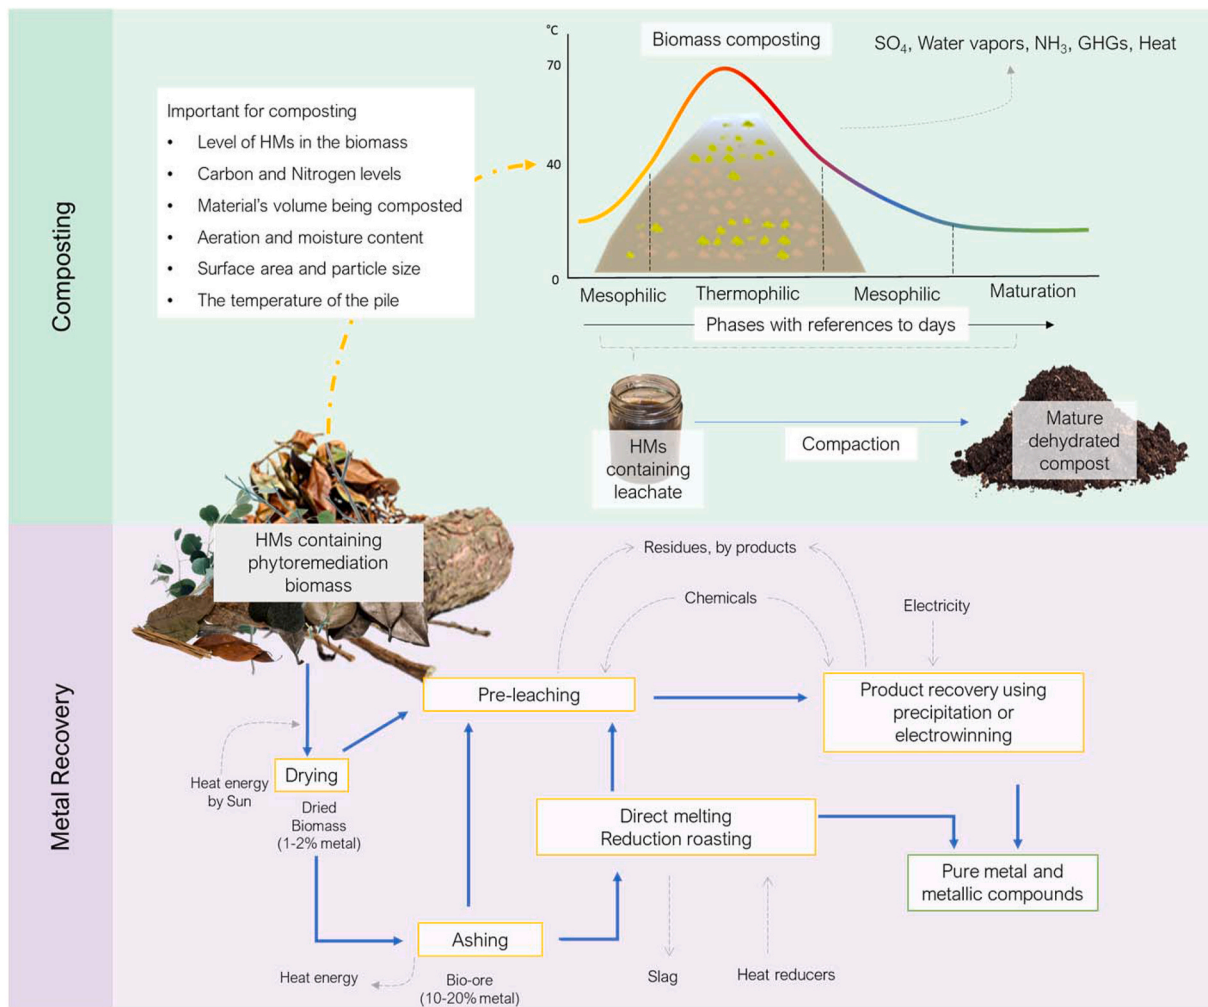 Composting
°C
70
40
0
Biomass composting
SO₄, Water vapors, NH₃, GHGs, Heat
Important for composting
• Level of HMs in the biomass
• Carbon and Nitrogen levels
• Material's volume being composted
• Aeration and moisture content
• Surface area and particle size
• The temperature of the pile
Mesophilic
Thermophilic
Mesophilic
Maturation
Phases with references to days
HMs
containing
leachate
Compaction
Mature
dehydrated
compost
HMs containing
phytoremediation
biomass
Metal Recovery
Residues, by products
Chemicals
Electricity
Pre-leaching
Product recovery using
precipitation or
electrowinning
Heat energy
by Sun
Drying
Dried
Biomass
(1-2% metal)
Direct melting
Reduction roasting
Pure metal and
metallic compounds
Ashing
Heat energy
Bio-ore
(10-20% metal)
Slag
Heat reducers